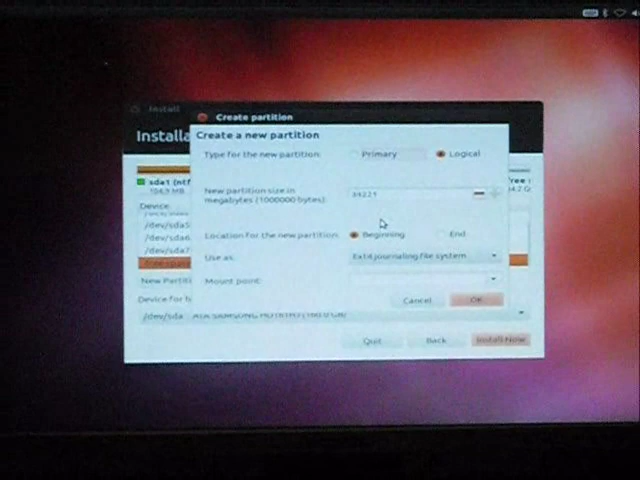 Install
Create partition
Installa
Create a new partition
Type for the new partition:
Primary
Logical
sda1 (ntf
free
New partition size in
megabytes (1000000 bytes)
Device
/dev/sda5
/dev/sda6
/dev/sda7
free space
Location for the new partition:
Beginning
End
Use as:
Ext4 journaling file system
New Partiti
Mount point:
Device for b
Cancel
OK
/dev/sda
Quit
Back
Install Now